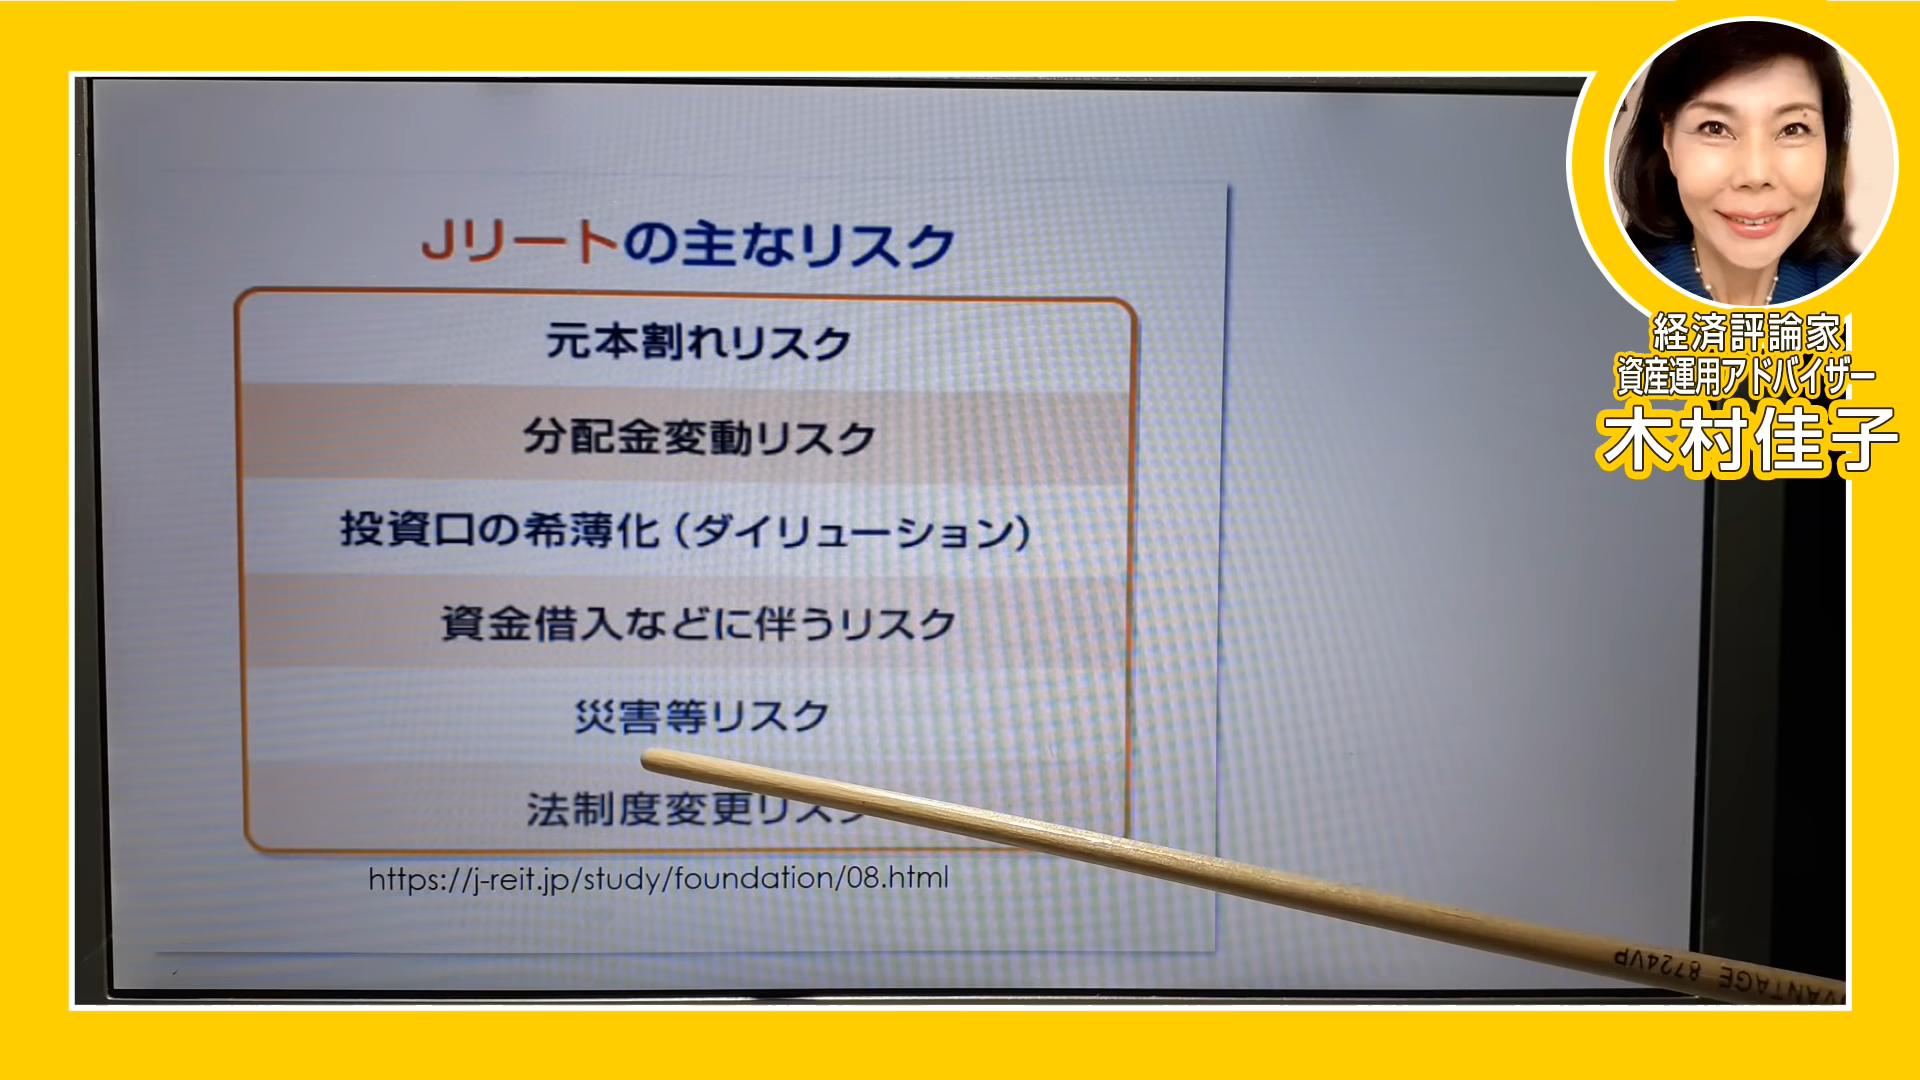 Jリートの主なリスク
元本割れリスク
分配金変動リスク
投資口の希薄化（ダイリューション）
資金借入などに伴うリスク
災害等リスク
法制度変更リスク
https://j-reit.jp/study/foundation/08.html
経済評論家
資産運用アドバイザー
木村佳子
VANTAGE 8724VP